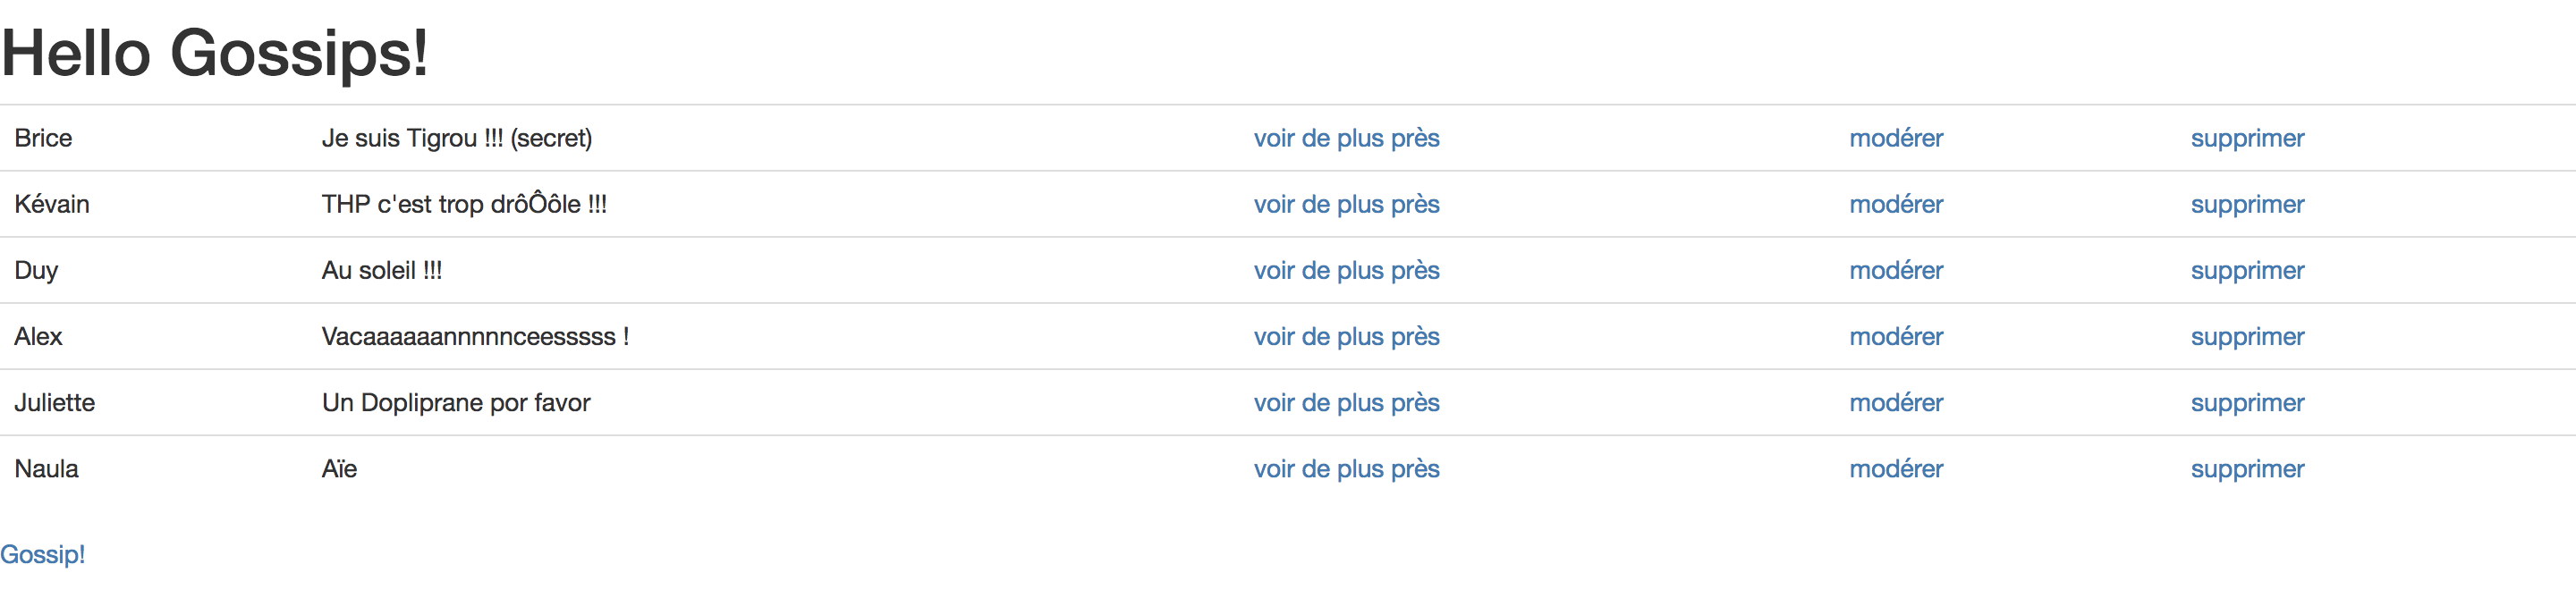 Hello Gossips!
Brice Je suis Tigrou !!! (secret) voir de plus près modérer supprimer
Kévain THP c'est trop drôÔôle !!! voir de plus près modérer supprimer
Duy Au soleil !!! voir de plus près modérer supprimer
Alex Vacaaaaaannnnnceesssss ! voir de plus près modérer supprimer
Juliette Un Dopliprane por favor voir de plus près modérer supprimer
Naula Aïe voir de plus près modérer supprimer
Gossip!